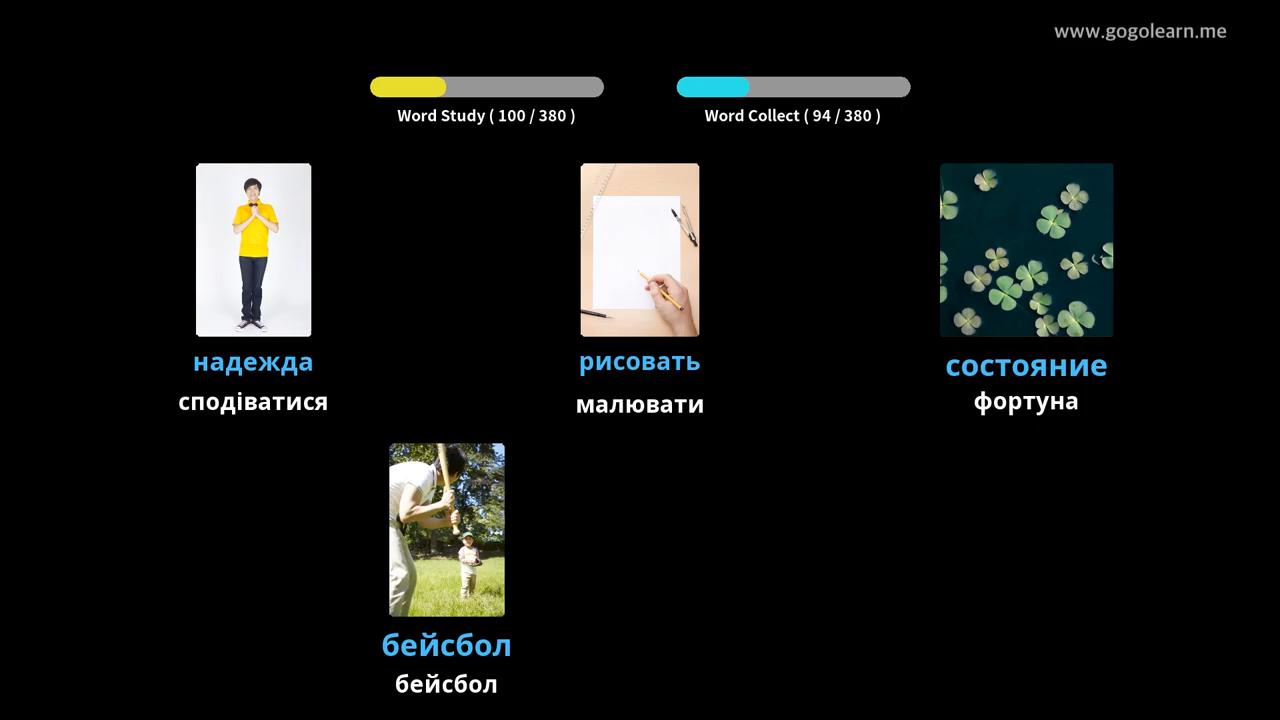 www.gogolearn.me
Word Study ( 100 / 380 )
Word Collect ( 94 / 380 )
надежда
сподіватися
рисовать
малювати
состояние
фортуна
бейсбол
бейсбол